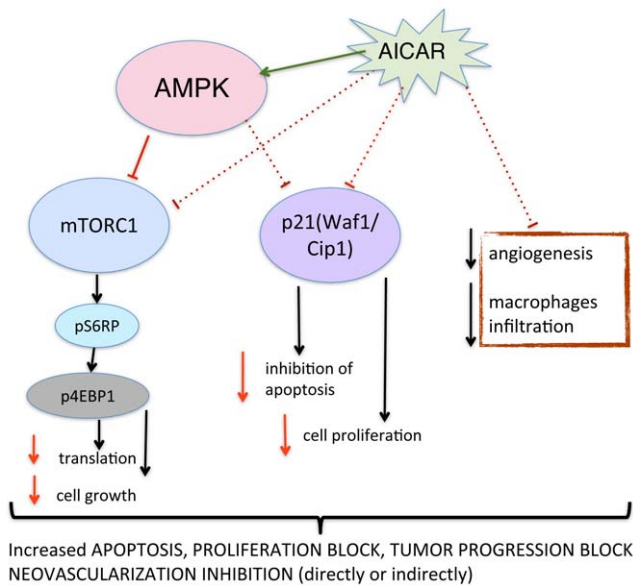 AICAR
AMPK
mTORC1
p21(Waf1/
Cip1)
angiogenesis
macrophages
infiltration
pS6RP
p4EBP1
inhibition of
apoptosis
cell proliferation
translation
cell growth
Increased APOPTOSIS, PROLIFERATION BLOCK, TUMOR PROGRESSION BLOCK
NEOVASCULARIZATION INHIBITION (directly or indirectly)